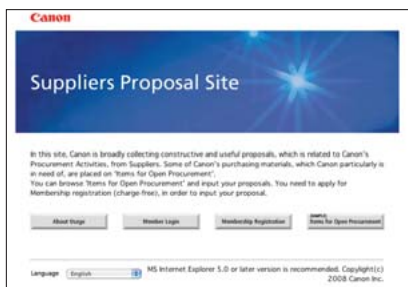 Canon
Suppliers Proposal Site
In this site, Canon is broadly collecting constructive and useful proposals, which is related to Canon's
Procurement Activities, from Suppliers. Some of Canon's purchasing materials, which Canon particularly is
in need of, are placed on 'Items for Open Procurement'.
You can browse 'Items for Open Procurement' and input your proposals. You need to apply for
Membership registration (charge free), in order to input your proposal.
About Usage
Member Login
Membership Registration
(SAMPLE)
Items for Open Procurement
Language English
MS Internet Explorer 5.0 or later version is recommended. Copylight(c)
2008 Canon Inc.